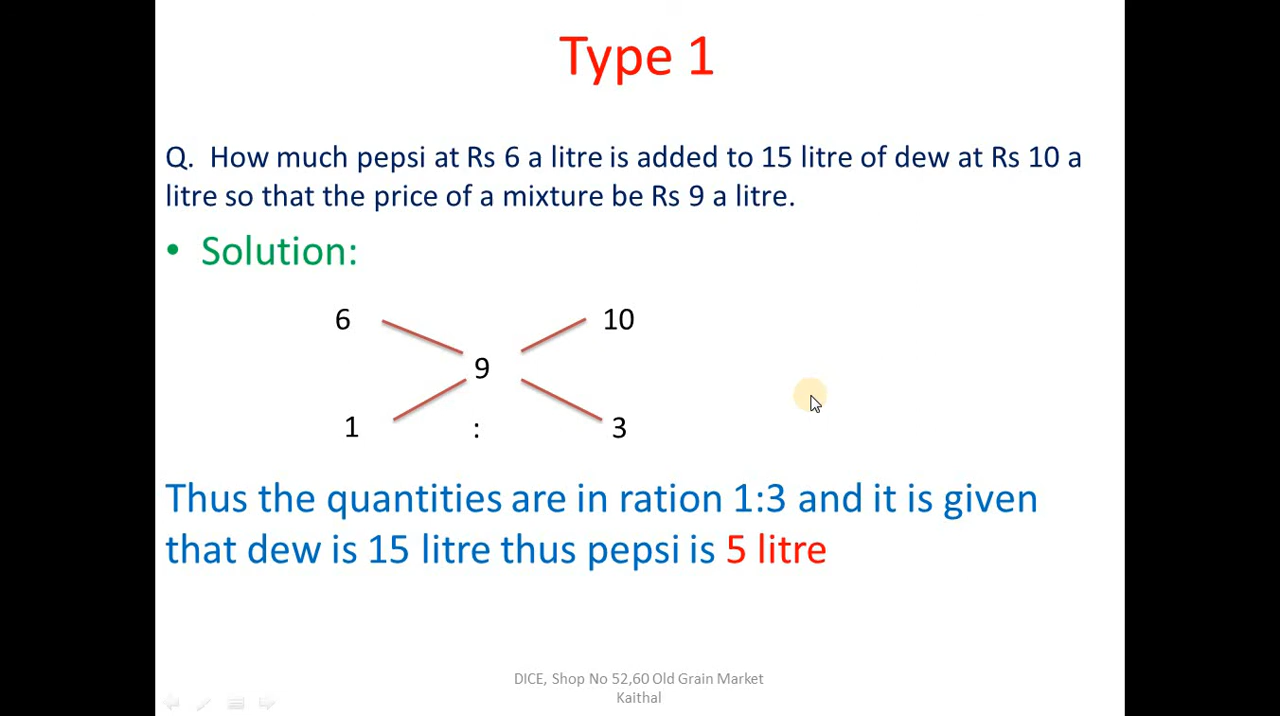 Type 1
Q. How much pepsi at Rs 6 a litre is added to 15 litre of dew at Rs 10 a
litre so that the price of a mixture be Rs 9 a litre.
• Solution:
6 10
9
1 : 3
Thus the quantities are in ration 1:3 and it is given
that dew is 15 litre thus pepsi is 5 litre
DICE, Shop No 52,60 Old Grain Market
Kaithal